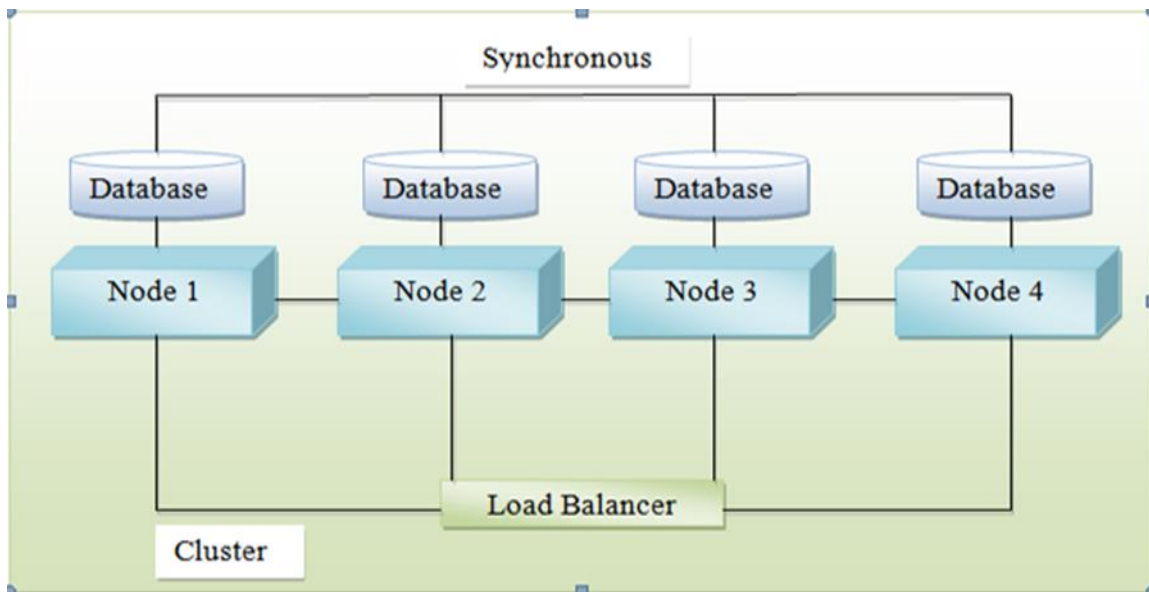 Synchronous
Database
Database
Database
Database
Node 1
Node 2
Node 3
Node 4
Load Balancer
Cluster